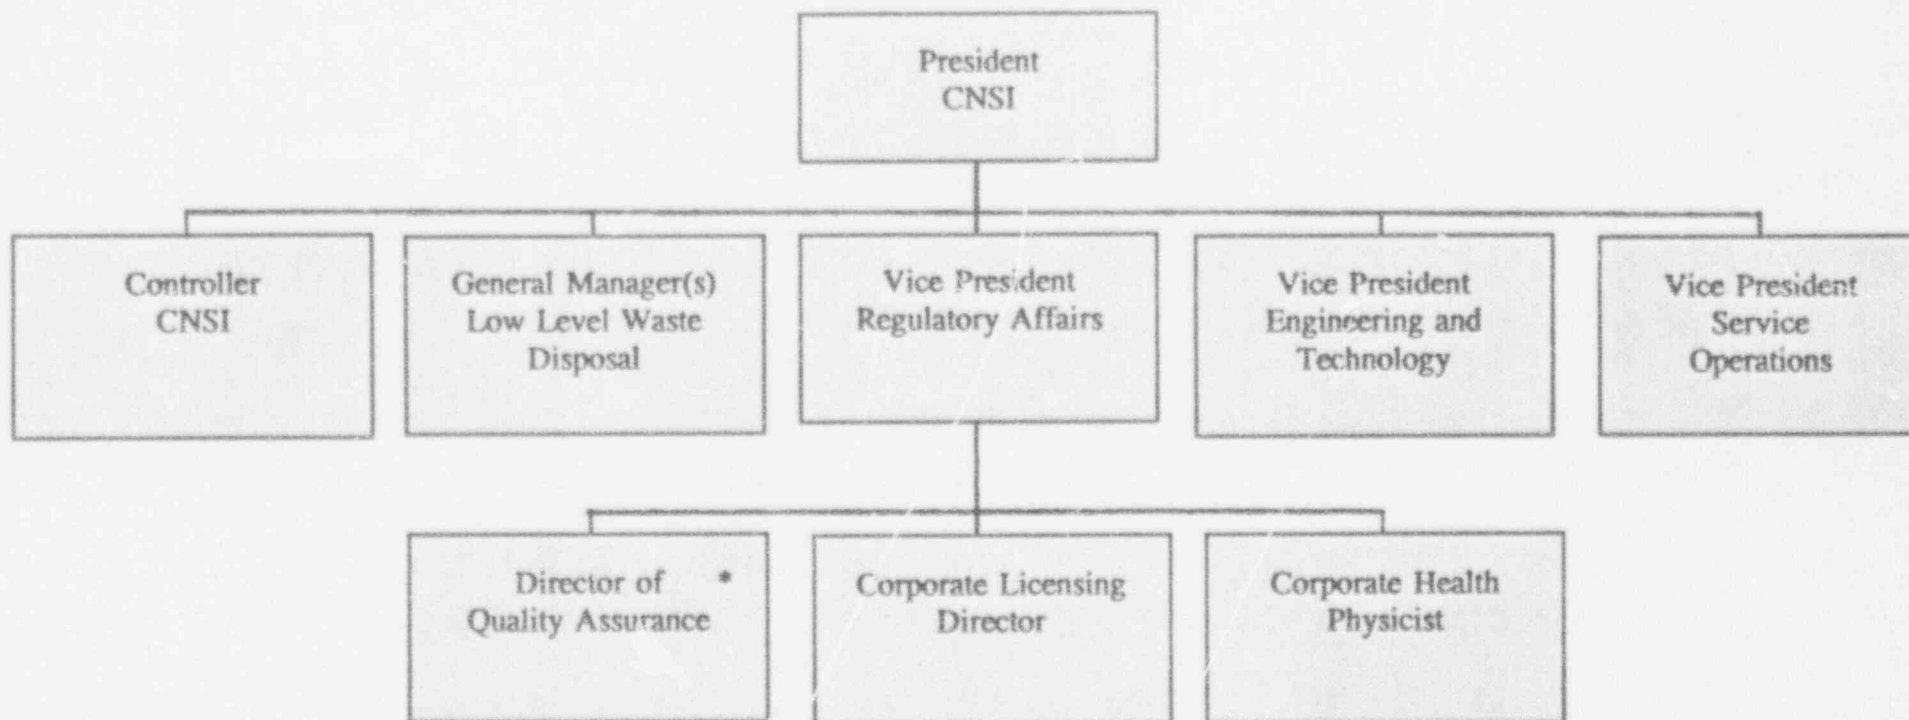 President
CNSI
Controller
CNSI
General Manager(s)
Low Level Waste
Disposal
Vice President
Regulatory Affairs
Vice President
Engineering and
Technology
Vice President
Service
Operations
Director of *
Quality Assurance
Corporate Licensing
Director
Corporate Health
Physicist